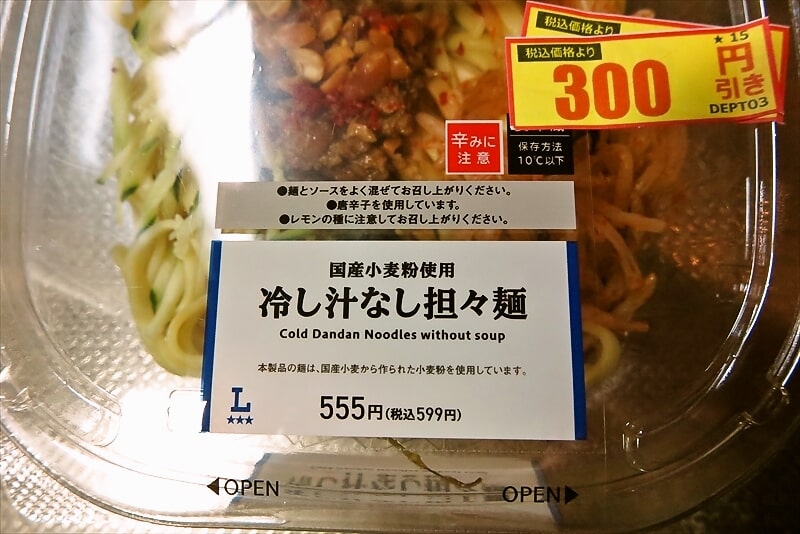 税込価格より
★ 15
税込価格より
300
円
引き
DEPT03
辛みに
注意
保存方法
10℃以下
●麺とソースをよく混ぜてお召し上がりください。
●唐辛子を使用しています。
●レモンの種に注意してお召し上がりください。
国産小麦粉使用
冷し汁なし担々麺
Cold Dandan Noodles without soup
本製品の麺は、国産小麦から作られた小麦粉を使用しています。
L
★★★
555円(税込599円)
◀OPEN
OPEN▶